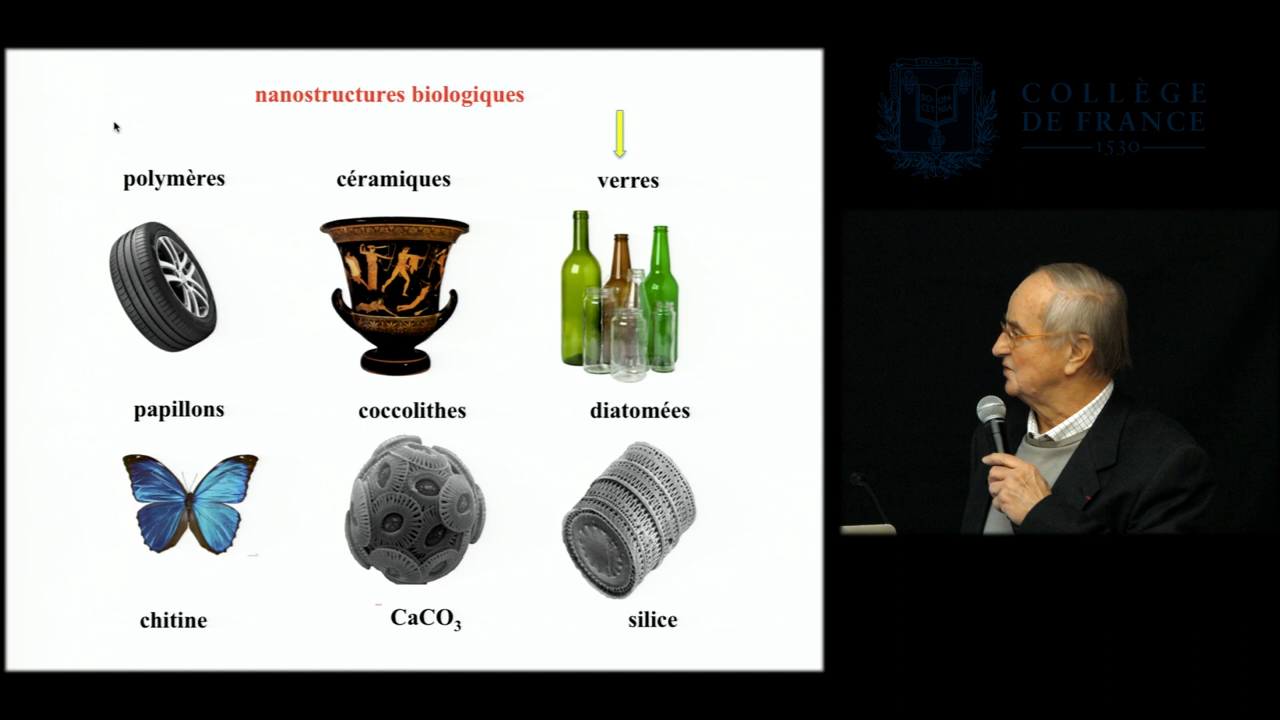 nanostructures biologiques
polymères
céramiques
verres
papillons
coccolithes
diatomées
chitine
CaCO₃
silice
COLLÈGE
DE FRANCE
1530